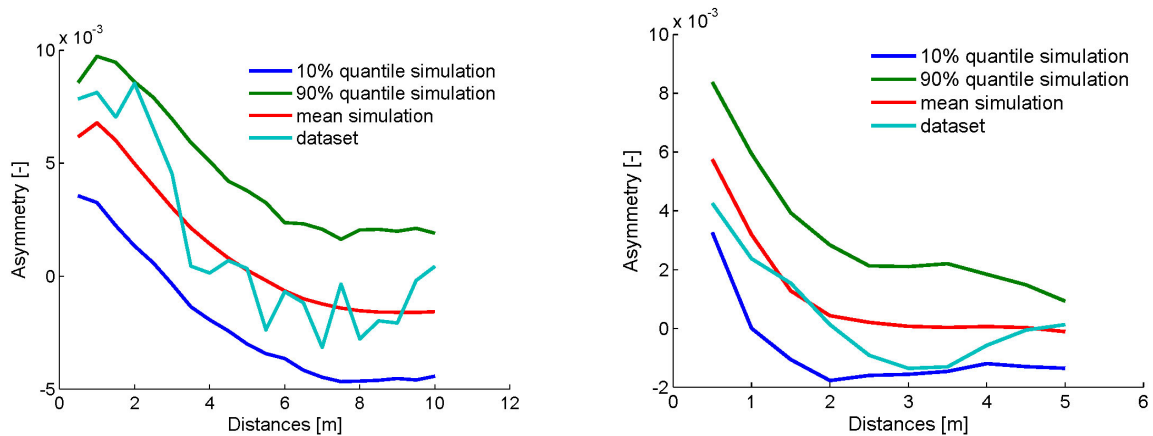 x 10⁻³
10
5
0
-5
0
2
4
6
8
10
12
Asymmetry [-]
Distances [m]
10% quantile simulation
90% quantile simulation
mean simulation
dataset
x 10⁻³
10
8
6
4
2
0
-2
0
1
2
3
4
5
6
Asymmetry [-]
Distances [m]
10% quantile simulation
90% quantile simulation
mean simulation
dataset